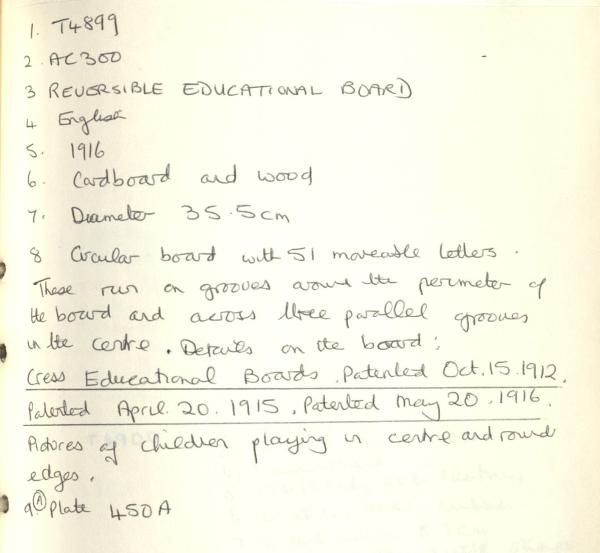 1. T4899
2. AC300
3 REVERSIBLE EDUCATIONAL BOARD
4 English
5. 1916
6. Cardboard and wood
7. Diameter 35.5cm
8 Circular board with 51 moveable letters.
These run on grooves around the perimeter of
the board and across three parallel grooves
in the centre. Details on the board:
Cress Educational Boards. Patented Oct. 15. 1912.
Patented April. 20. 1915. Patented May 20. 1916.
Pictures of children playing in centre and round
edges.
9. A Plate 450A